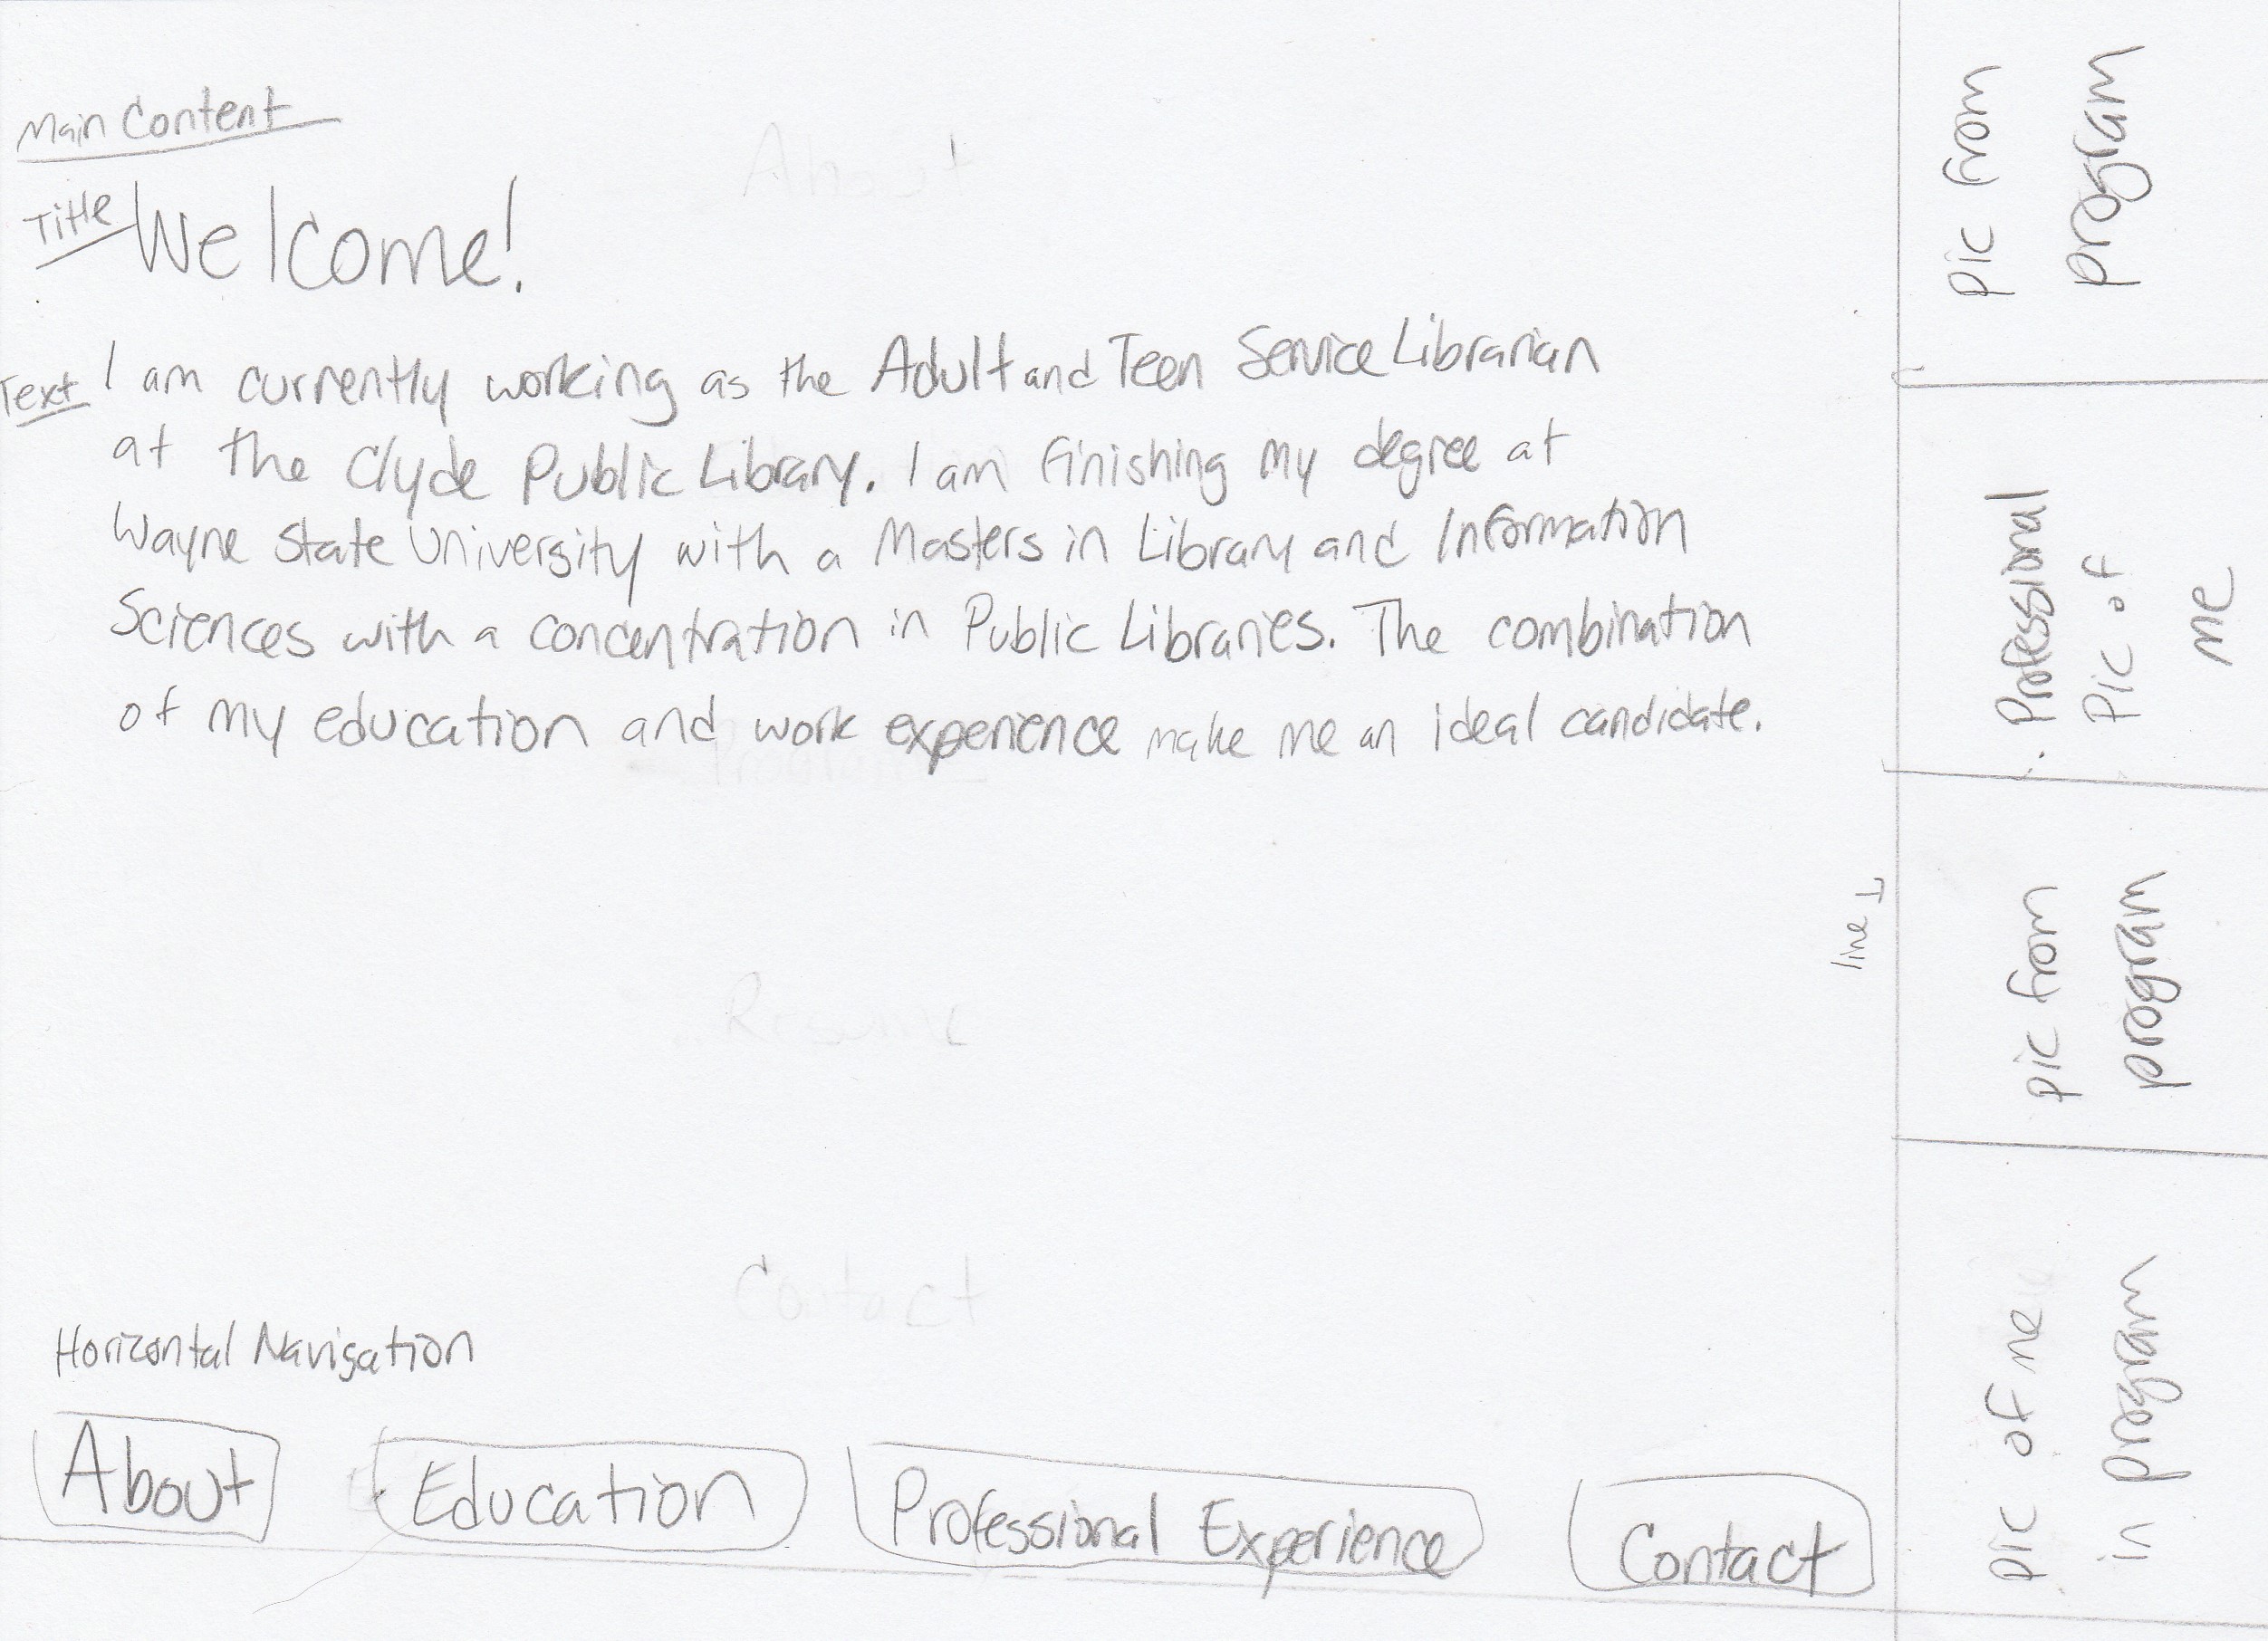 Main Content
Title Welcome!
Text I am currently working as the Adult and Teen Service Librarian
at the Clyde Public Library. I am finishing my degree at
Wayne State University with a Masters in Library and Information
Sciences with a concentration in Public Libraries. The combination
of my education and work experience make me an ideal candidate.
Horizontal Navigation
About
Education
Professional Experience
Contact
line
pic from
program
Professional
Pic of
me
pic from
program
pic of me
in program
About
Programs
Resume
Contact